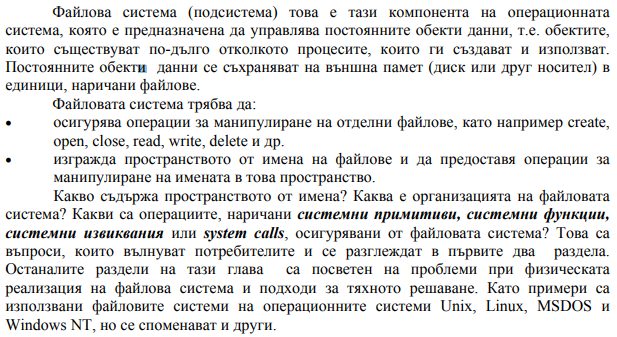 Файлова система (подсистема) това е тази компонента на операционната
система, която е предназначена да управлява постоянните обекти данни, т.е. обектите,
които съществуват по-дълго отколкото процесите, които ги създават и използват.
Постоянните обекти данни се съхраняват на външна памет (диск или друг носител) в
единици, наричани файлове.
Файловата система трябва да:
• осигурява операции за манипулиране на отделни файлове, като например create,
open, close, read, write, delete и др.
• изгражда пространството от имена на файлове и да предоставя операции за
манипулиране на имената в това пространство.
Какво съдържа пространството от имена? Каква е организацията на файловата
система? Какви са операциите, наричани системни примитиви, системни функции,
системни извиквания или system calls, осигурявани от файловата система? Това са
въпроси, които вълнуват потребителите и се разглеждат в първите два раздела.
Останалите раздели на тази глава са посветен на проблеми при физическата
реализация на файлова система и подходи за тяхното решаване. Като примери са
използвани файловите системи на операционните системи Unix, Linux, MSDOS и
Windows NT, но се споменават и други.